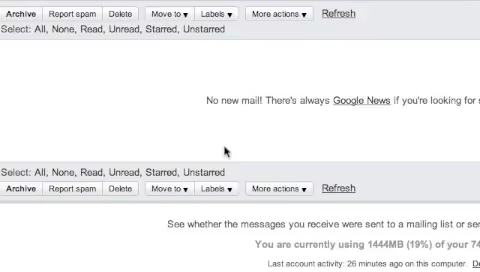 Archive Report spam Delete Move to Labels More actions Refresh
Select: All, None, Read, Unread, Starred, Unstarred
No new mail! There's always Google News if you're looking for
Select: All, None, Read, Unread, Starred, Unstarred
Archive Report spam Delete Move to Labels More actions Refresh
See whether the messages you receive were sent to a mailing list or
You are currently using 1444MB (19%) of your
Last account activity: 26 minutes ago on this computer.